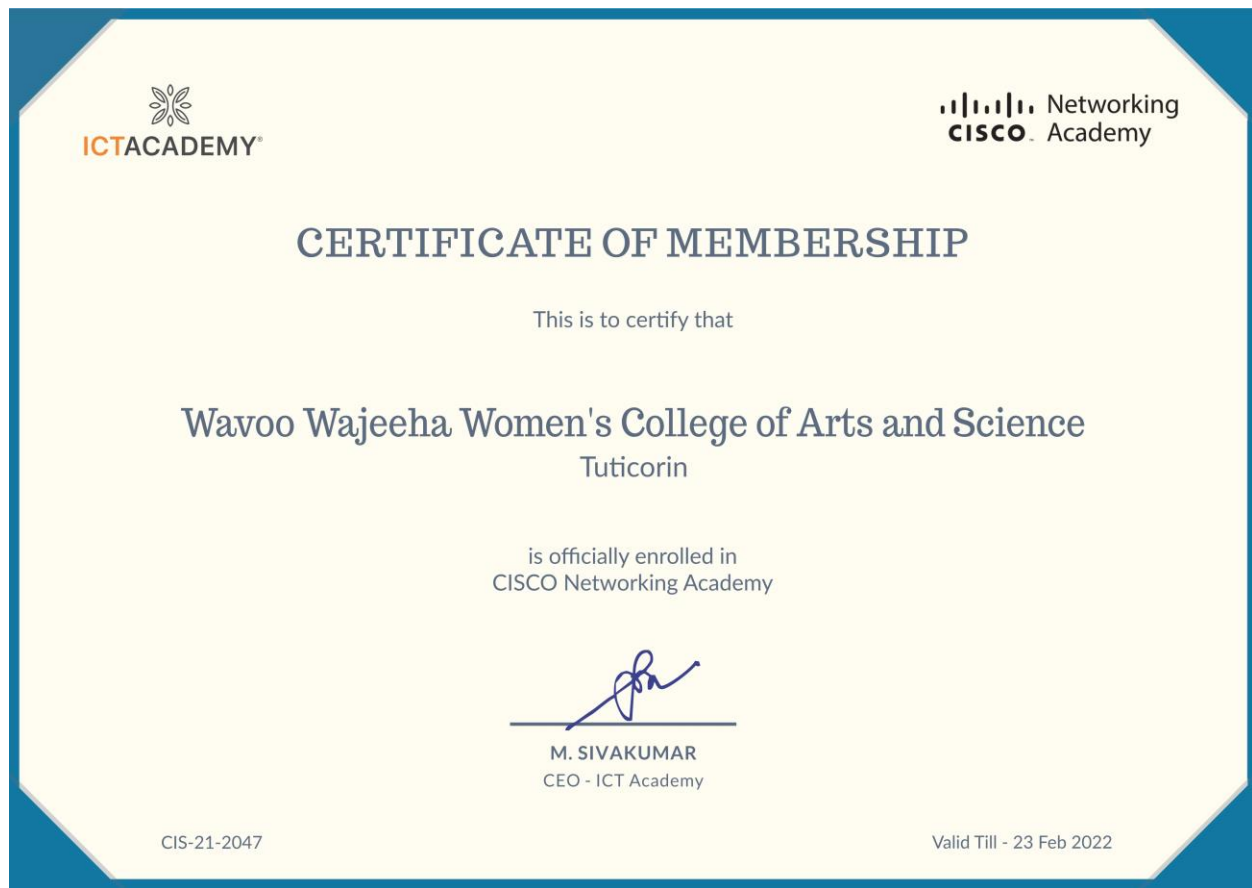 ICTACADEMY®
CISCO™ Networking Academy
CERTIFICATE OF MEMBERSHIP
This is to certify that
Wavoo Wajeeha Women's College of Arts and Science
Tuticorin
is officially enrolled in
CISCO Networking Academy
M. SIVAKUMAR
CEO - ICT Academy
CIS-21-2047
Valid Till - 23 Feb 2022